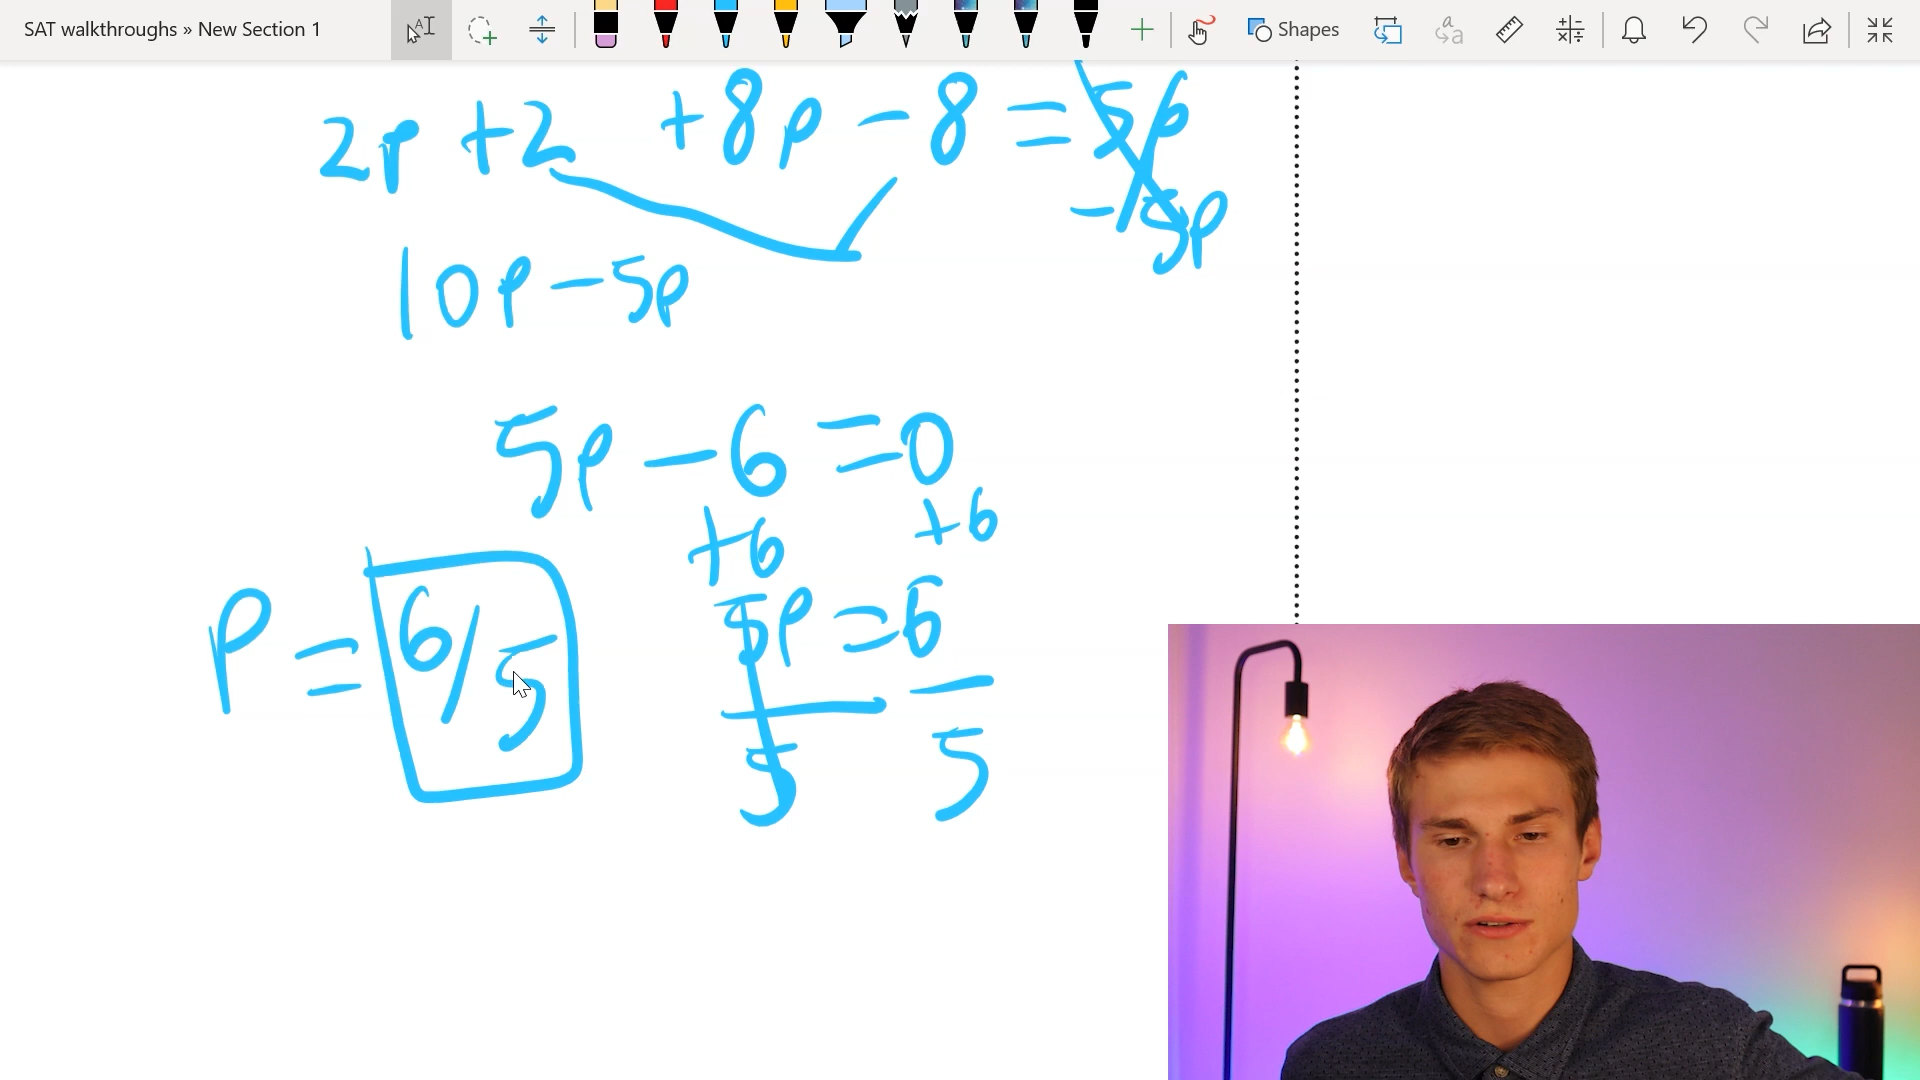 SAT walkthroughs » New Section 1
Shapes
2p +2 +8p - 8 = 5p
- 5p
10p - 5p
5p - 6 = 0
+6 +6
5p = 6
5 5
P = 6/5